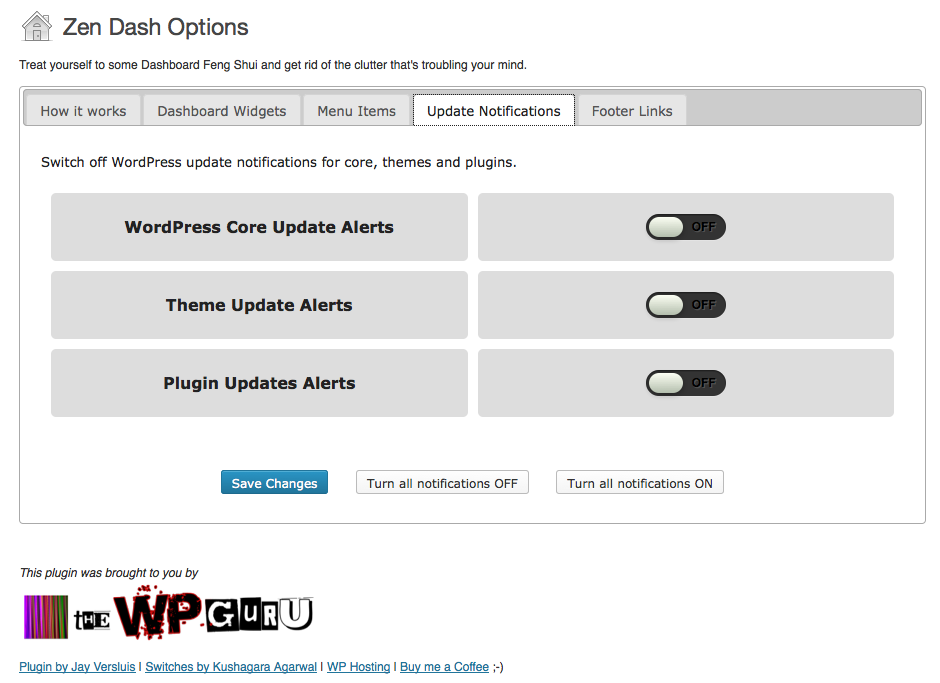 Zen Dash Options
Treat yourself to some Dashboard Feng Shui and get rid of the clutter that's troubling your mind.
How it works Dashboard Widgets Menu Items Update Notifications Footer Links
Switch off WordPress update notifications for core, themes and plugins.
WordPress Core Update Alerts OFF
Theme Update Alerts OFF
Plugin Updates Alerts OFF
Save Changes Turn all notifications OFF Turn all notifications ON
This plugin was brought to you by
tHE WP GURU
Plugin by Jay Versluis | Switches by Kushagara Agarwal | WP Hosting | Buy me a Coffee ;-)